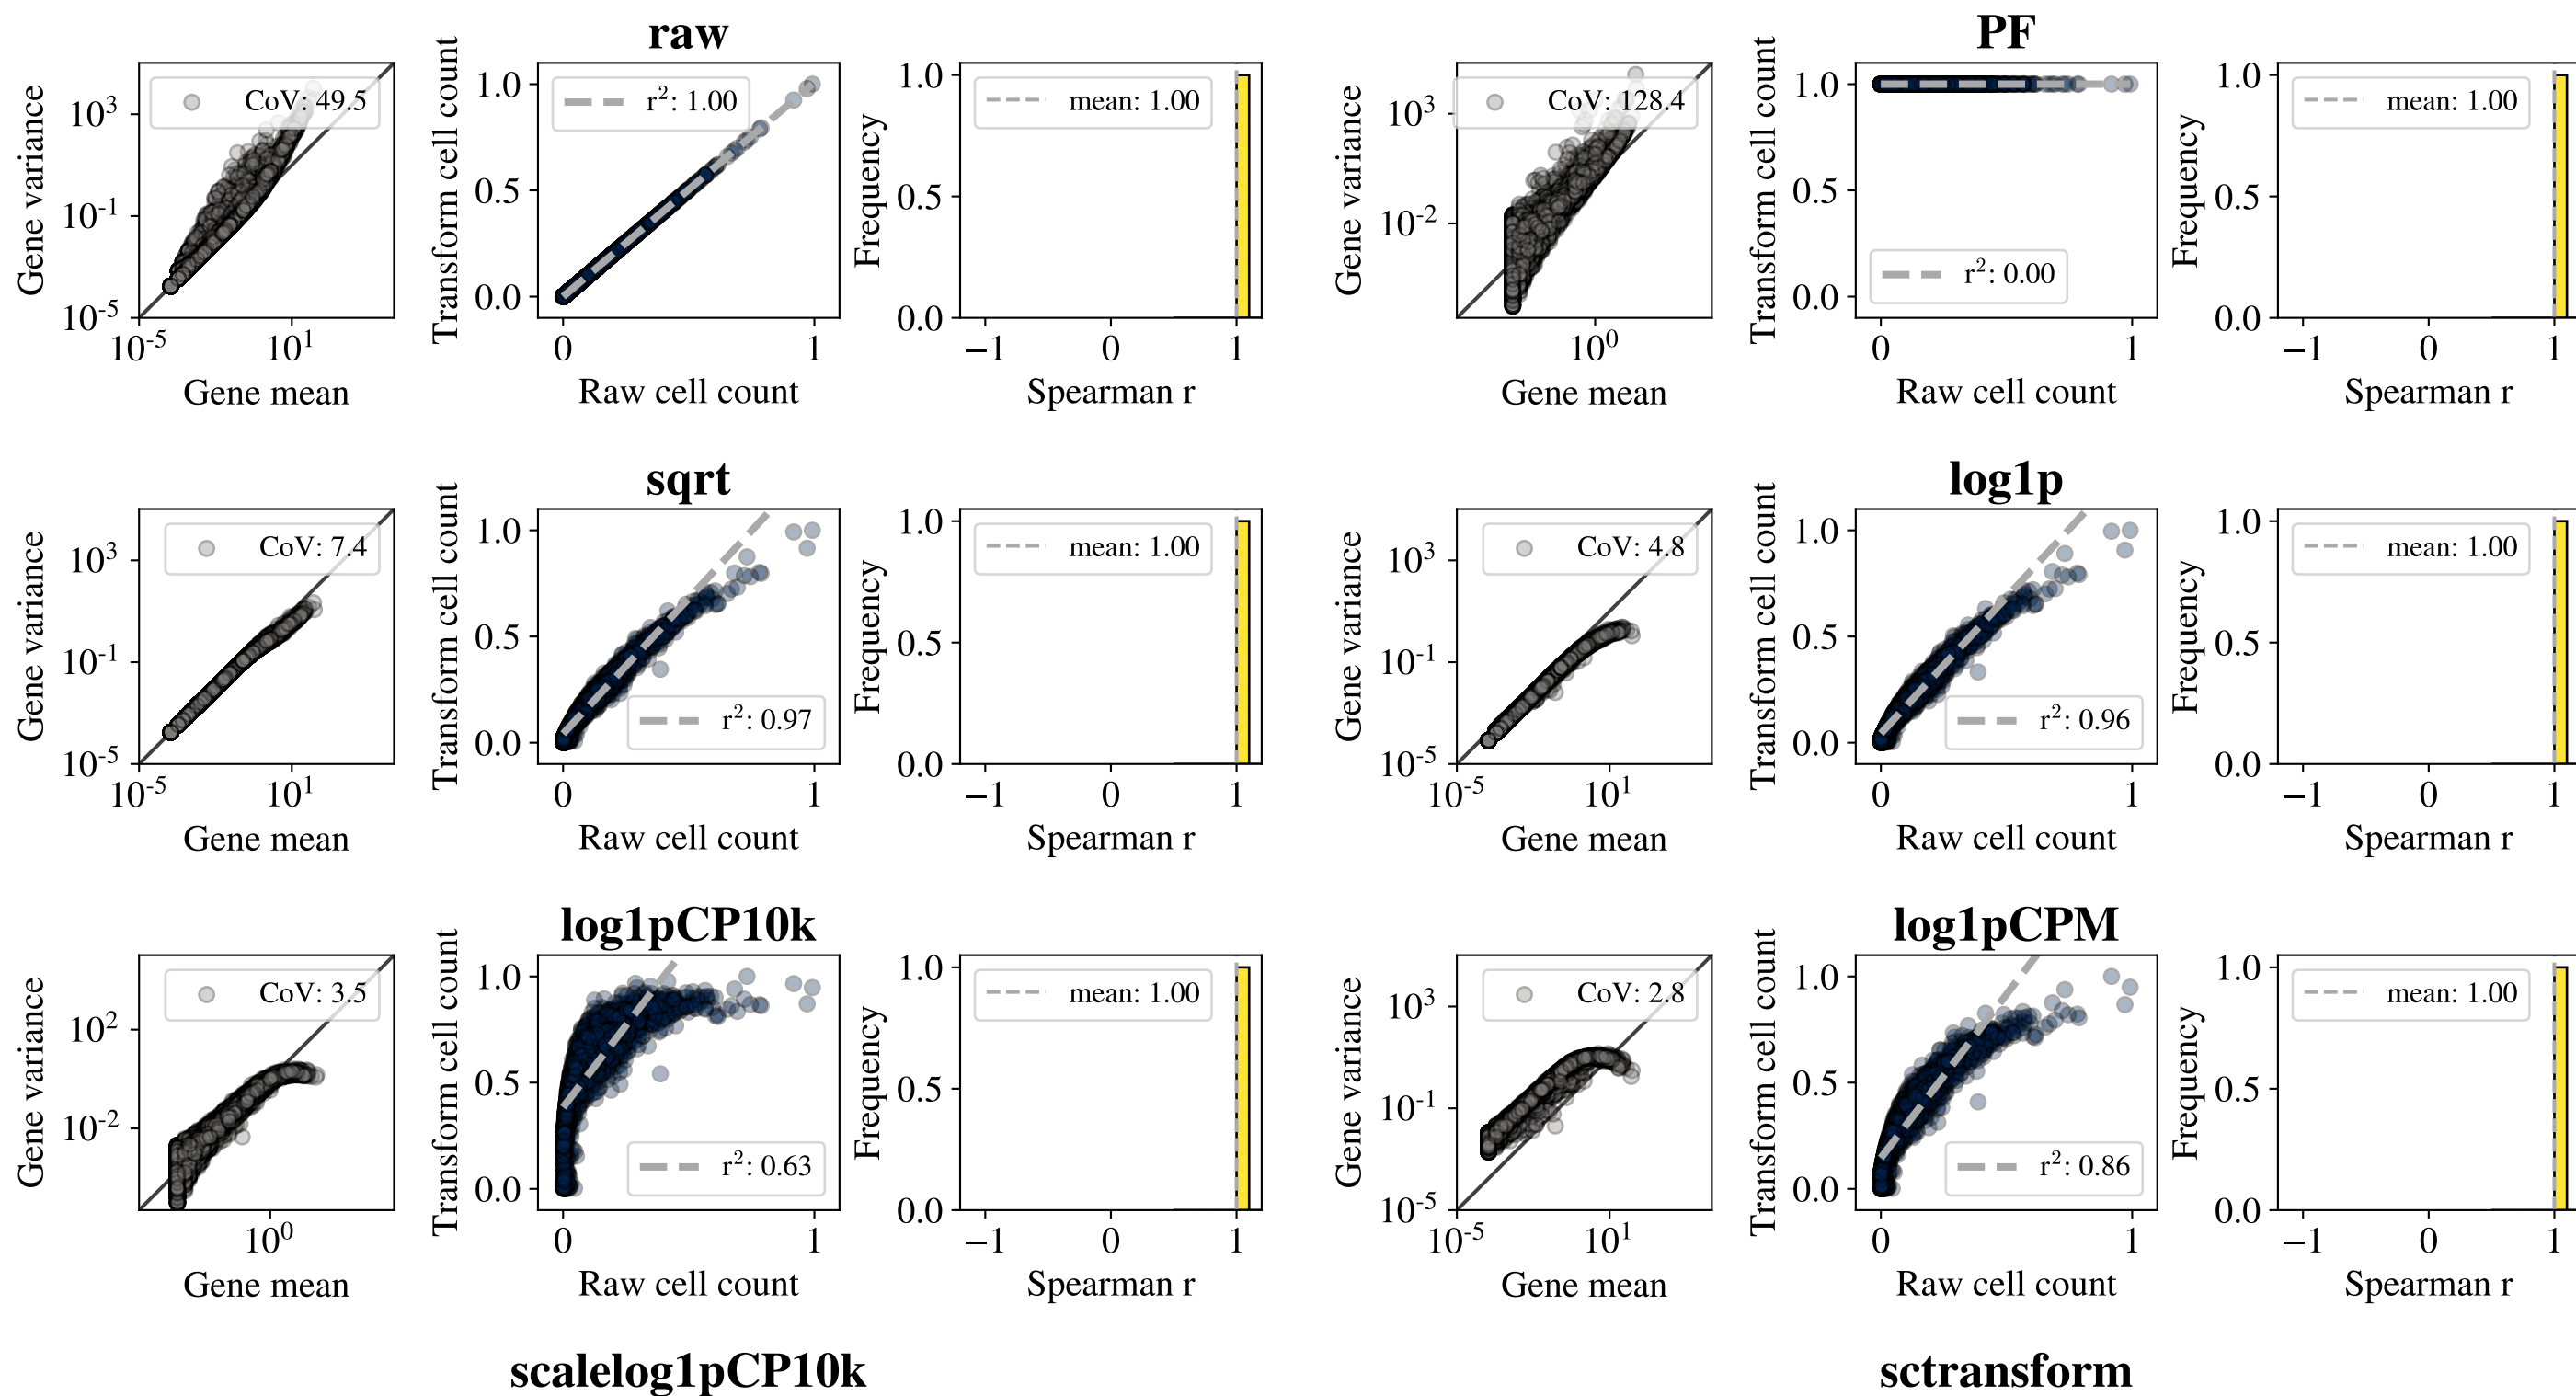 raw
Gene variance
10³
10⁻¹
10⁻⁵
CoV: 49.5
10⁻⁵ 10¹
Gene mean
Transform cell count
1.0
0.5
0.0
r²: 1.00
0 1
Raw cell count
Frequency
1.0
0.5
0.0
mean: 1.00
−1 0 1
Spearman r
PF
Gene variance
10³
10⁻²
CoV: 128.4
10⁰
Gene mean
Transform cell count
1.0
0.5
0.0
r²: 0.00
0 1
Raw cell count
Frequency
1.0
0.5
0.0
mean: 1.00
−1 0 1
Spearman r
sqrt
Gene variance
10³
10⁻¹
10⁻⁵
CoV: 7.4
10⁻⁵ 10¹
Gene mean
Transform cell count
1.0
0.5
0.0
r²: 0.97
0 1
Raw cell count
Frequency
1.0
0.5
0.0
mean: 1.00
−1 0 1
Spearman r
log1p
Gene variance
10³
10⁻¹
10⁻⁵
CoV: 4.8
10⁻⁵ 10¹
Gene mean
Transform cell count
1.0
0.5
0.0
r²: 0.96
0 1
Raw cell count
Frequency
1.0
0.5
0.0
mean: 1.00
−1 0 1
Spearman r
log1pCP10k
Gene variance
10²
10⁻²
CoV: 3.5
10⁰
Gene mean
Transform cell count
1.0
0.5
0.0
r²: 0.63
0 1
Raw cell count
Frequency
1.0
0.5
0.0
mean: 1.00
−1 0 1
Spearman r
log1pCPM
Gene variance
10³
10⁻¹
10⁻⁵
CoV: 2.8
10⁻⁵ 10¹
Gene mean
Transform cell count
1.0
0.5
0.0
r²: 0.86
0 1
Raw cell count
Frequency
1.0
0.5
0.0
mean: 1.00
−1 0 1
Spearman r
scalelog1pCP10k
sctransform